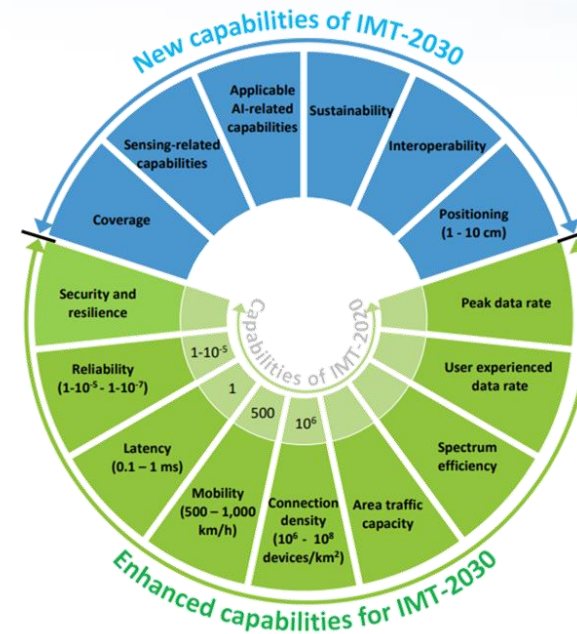 New capabilities of IMT-2030
Coverage
Sensing-related
capabilities
Applicable
AI-related
capabilities
Sustainability
Interoperability
Positioning
(1 - 10 cm)
Peak data rate
User experienced
data rate
Spectrum
efficiency
Area traffic
capacity
Connection
density
(10⁶ - 10⁸
devices/km²)
Mobility
(500 – 1,000
km/h)
Latency
(0.1 – 1 ms)
Reliability
(1-10⁻⁵ - 1-10⁻⁷)
Security and
resilience
1-10⁻⁵
1
500
10⁶
Capabilities of IMT-2020
Enhanced capabilities for IMT-2030